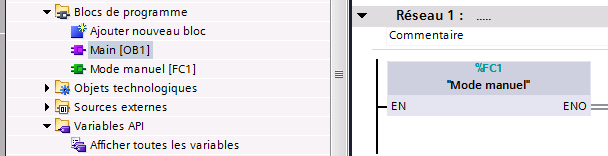 Blocs de programme
Ajouter nouveau bloc
Main [OB1]
Mode manuel [FC1]
Objets technologiques
Sources externes
Variables API
Afficher toutes les variables
Réseau 1 : .....
Commentaire
%FC1
"Mode manuel"
EN ENO